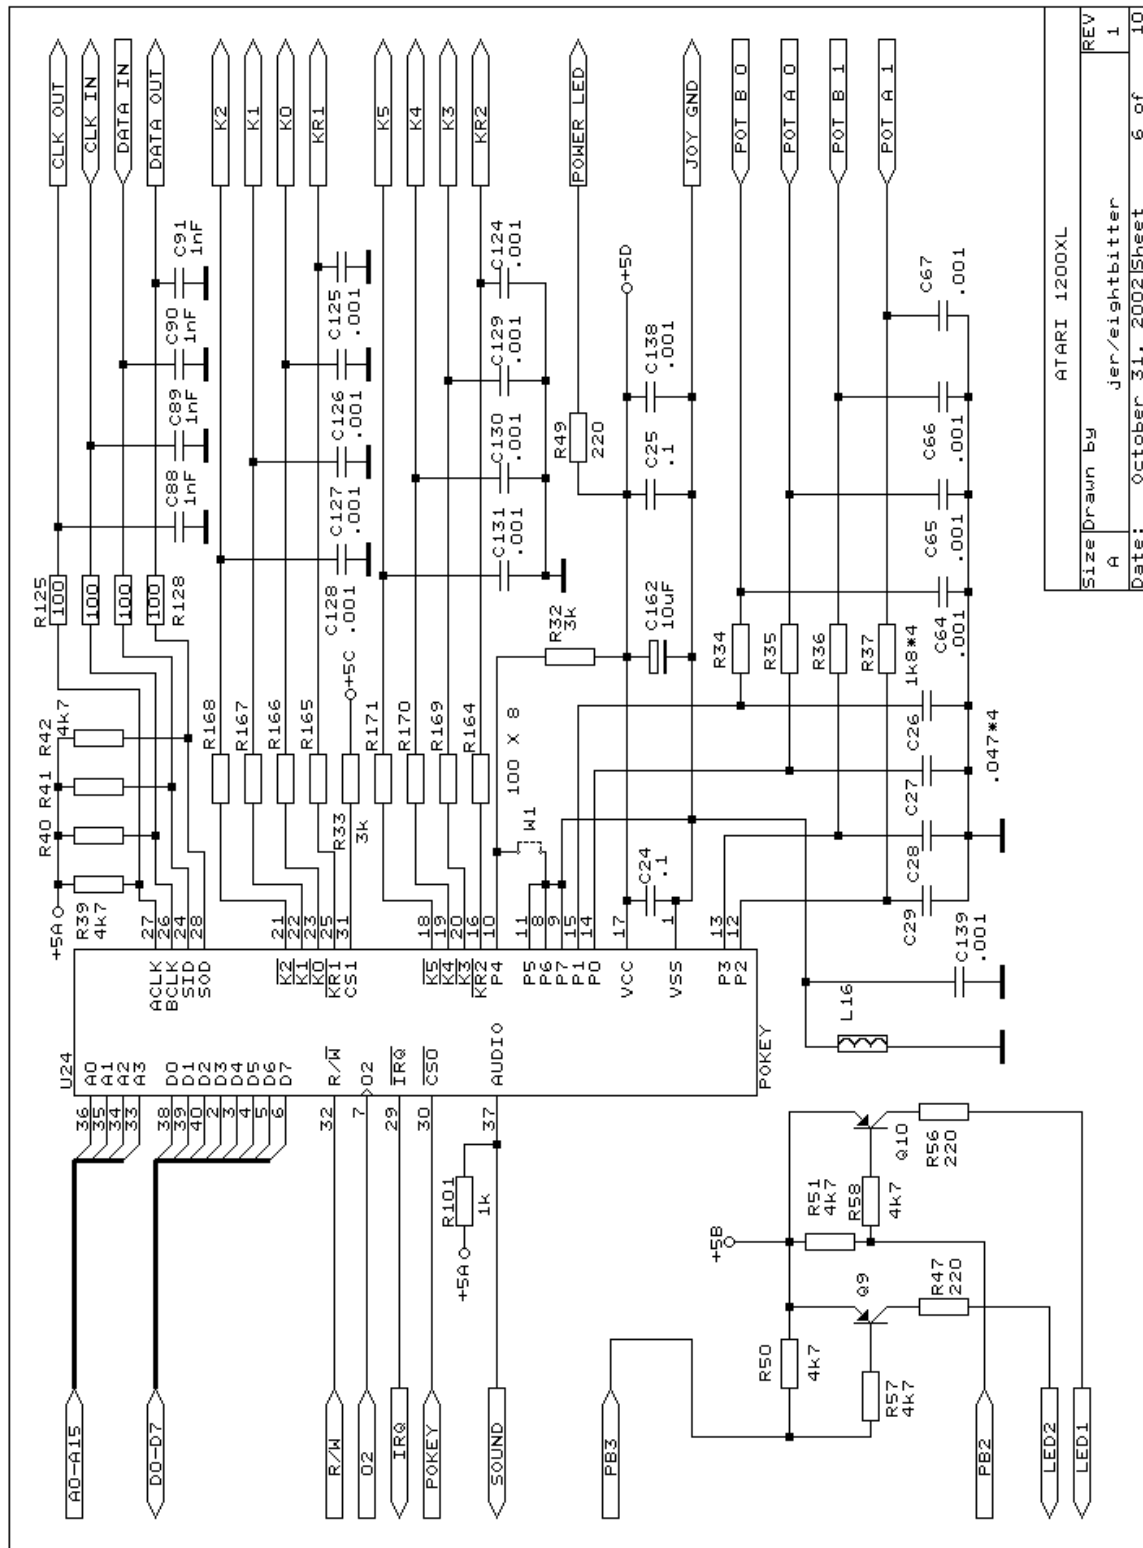 CLK OUT
CLK IN
DATA IN
DATA OUT
K2
K1
K0
KR1
K5
K4
K3
KR2
POWER LED
JOY GND
POT B 0
POT A 0
POT B 1
POT A 1
C91
1nF
C90
1nF
C89
1nF
C88
1nF
C125
.001
C126
.001
C127
.001
C128
.001
C124
.001
C129
.001
C130
.001
C131
.001
+5D
C138
.001
C25
.1
R49
220
C162
10uF
R32
3k
C67
.001
C66
.001
C65
.001
C64
.001
R125
100
100
100
100
R128
R42
4k7
R41
R40
R39
4k7
+5A
R168
R167
R166
R165
+5C
R33
3k
R171
R170
R169
R164
100 X 8
W1
C24
.1
R34
R35
R36
R37
1k8*4
C26
C27
C28
C29
.047*4
C139
.001
L16
27
26
24
28
21
22
23
25
31
18
19
20
16
10
11
8
9
15
14
17
1
13
12
ACLK
BCLK
SID
SOD
K2
K1
K0
KR1
CS1
K5
K4
K3
KR2
P4
P5
P6
P7
P1
P0
VCC
VSS
P3
P2
U24
POKEY
A0
A1
A2
A3
D0
D1
D2
D3
D4
D5
D6
D7
R/W
O2
IRQ
CSO
AUDIO
36
35
34
33
38
39
40
2
3
4
5
6
32
7
29
30
37
R101
1k
+5A
A0-A15
D0-D7
R/W
O2
IRQ
POKEY
SOUND
PB3
PB2
LED2
LED1
+5B
R51
4k7
R58
4k7
Q10
R56
220
Q9
R47
220
R50
4k7
R57
4k7
ATARI 1200XL
Size
A
Drawn by
jer/eightbitter
REV
1
Date: October 31, 2002
Sheet 6 of 10